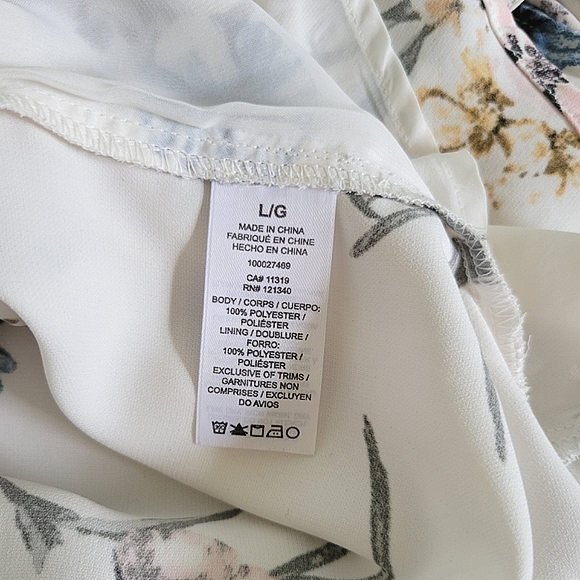 L/G
MADE IN CHINA
FABRIQUÉ EN CHINE
HECHO EN CHINA
100027469
CA# 11319
RN# 121340
BODY / CORPS / CUERPO:
100% POLYESTER /
POLIÉSTER
LINING / DOUBLURE /
FORRO:
100% POLYESTER /
POLIÉSTER
EXCLUSIVE OF TRIMS /
GARNITURES NON
COMPRISES / EXCLUYEN
DO AVIOS